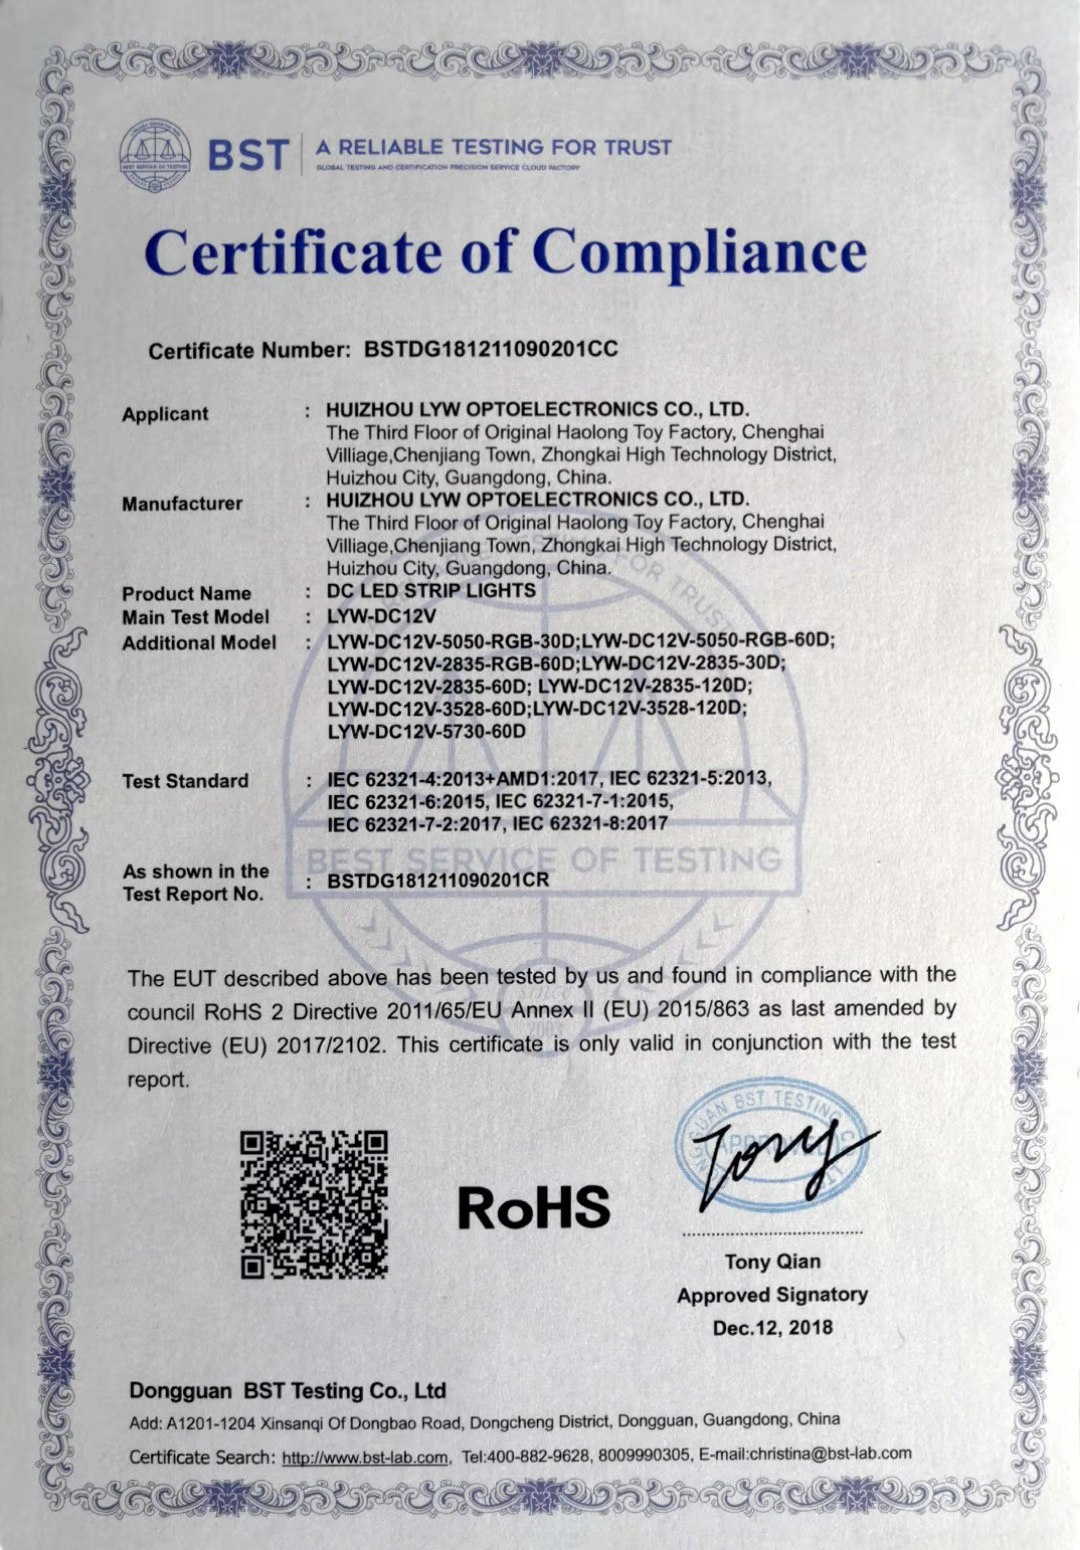 BST A RELIABLE TESTING FOR TRUST
GLOBAL TESTING AND CERTIFICATION PRECISION SERVICE CLOUD FACTORY
BEST SERVICE OF TESTING
Certificate of Compliance
Certificate Number: BSTDG181211090201CC
Applicant : HUIZHOU LYW OPTOELECTRONICS CO., LTD.
The Third Floor of Original Haolong Toy Factory, Chenghai
Villiage,Chenjiang Town, Zhongkai High Technology District,
Huizhou City, Guangdong, China.
Manufacturer : HUIZHOU LYW OPTOELECTRONICS CO., LTD.
The Third Floor of Original Haolong Toy Factory, Chenghai
Villiage,Chenjiang Town, Zhongkai High Technology District,
Huizhou City, Guangdong, China.
Product Name : DC LED STRIP LIGHTS
Main Test Model : LYW-DC12V
Additional Model : LYW-DC12V-5050-RGB-30D;LYW-DC12V-5050-RGB-60D;
LYW-DC12V-2835-RGB-60D;LYW-DC12V-2835-30D;
LYW-DC12V-2835-60D; LYW-DC12V-2835-120D;
LYW-DC12V-3528-60D;LYW-DC12V-3528-120D;
LYW-DC12V-5730-60D
Test Standard : IEC 62321-4:2013+AMD1:2017, IEC 62321-5:2013,
IEC 62321-6:2015, IEC 62321-7-1:2015,
IEC 62321-7-2:2017, IEC 62321-8:2017
BEST SERVICE OF TESTING
FOR TRUST
As shown in the
Test Report No. : BSTDG181211090201CR
The EUT described above has been tested by us and found in compliance with the
council RoHS 2 Directive 2011/65/EU Annex II (EU) 2015/863 as last amended by
Directive (EU) 2017/2102. This certificate is only valid in conjunction with the test
report.
RoHS
BST TESTING
Tony
Tony Qian
Approved Signatory
Dec.12, 2018
Dongguan BST Testing Co., Ltd
Add: A1201-1204 Xinsanqi Of Dongbao Road, Dongcheng District, Dongguan, Guangdong, China
Certificate Search: http://www.bst-lab.com, Tel:400-882-9628, 8009990305, E-mail:christina@bst-lab.com